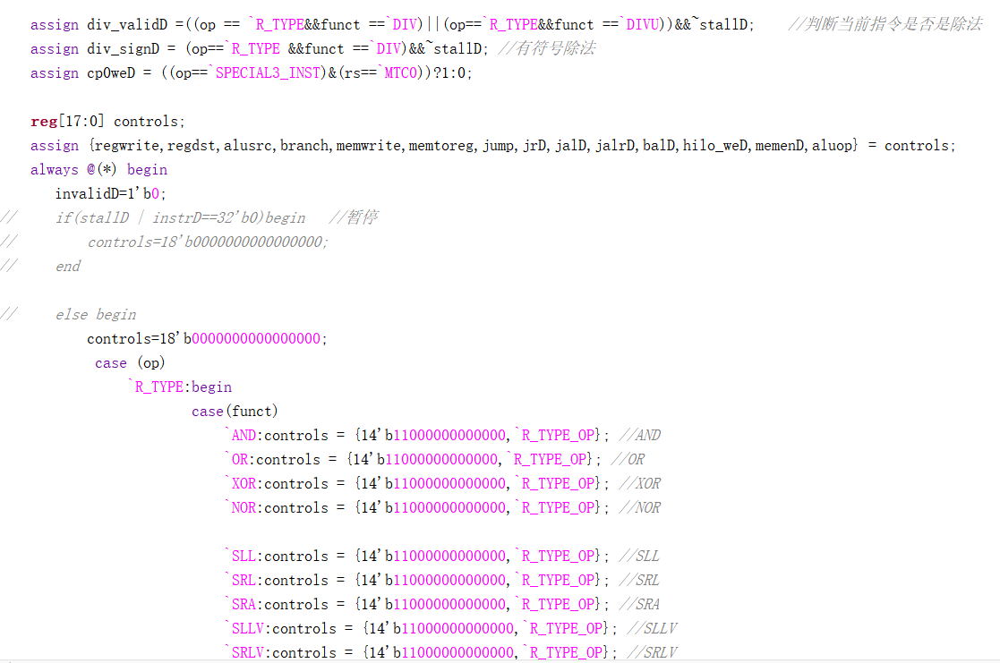 assign div_validD =((op == `R_TYPE&&funct ==`DIV)||(op==`R_TYPE&&funct ==`DIVU))&&~stallD;    //判断当前指令是否是除法
assign div_signD = (op==`R_TYPE &&funct ==`DIV)&&~stallD; //有符号除法
assign cp0weD = ((op==`SPECIAL3_INST)&(rs==`MTC0))?1:0;
reg[17:0] controls;
assign {regwrite,regdst,alusrc,branch,memwrite,memtoreg,jump,jrD,jalD,jalrD,balD,hilo_weD,memenD,aluop} = controls;
always @(*) begin
invalidD=1'b0;
//     if(stallD | instrD==32'b0)begin   //暂停
//         controls=18'b0000000000000000;
//     end
//     else begin
controls=18'b0000000000000000;
case (op)
`R_TYPE:begin
case(funct)
`AND:controls = {14'b11000000000000,`R_TYPE_OP}; //AND
`OR:controls = {14'b11000000000000,`R_TYPE_OP}; //OR
`XOR:controls = {14'b11000000000000,`R_TYPE_OP}; //XOR
`NOR:controls = {14'b11000000000000,`R_TYPE_OP}; //NOR
`SLL:controls = {14'b11000000000000,`R_TYPE_OP}; //SLL
`SRL:controls = {14'b11000000000000,`R_TYPE_OP}; //SRL
`SRA:controls = {14'b11000000000000,`R_TYPE_OP}; //SRA
`SLLV:controls = {14'b11000000000000,`R_TYPE_OP}; //SLLV
`SRLV:controls = {14'b11000000000000,`R_TYPE_OP}; //SRLV